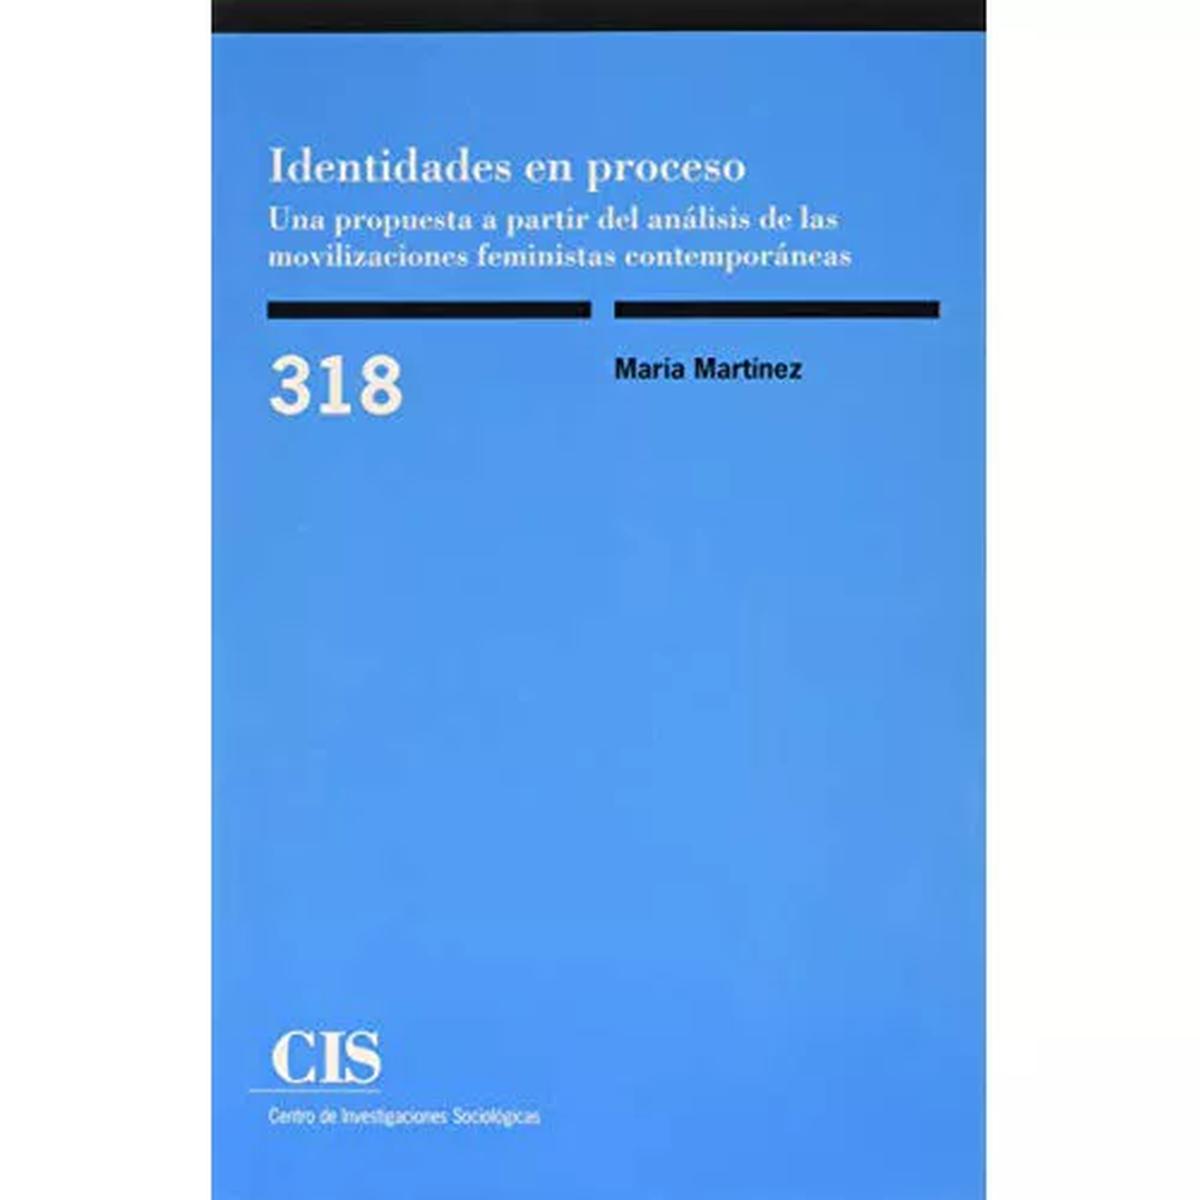 Identidades en proceso
Una propuesta a partir del análisis de las
movilizaciones feministas contemporáneas
318
María Martínez
CIS
Centro de Investigaciones Sociológicas